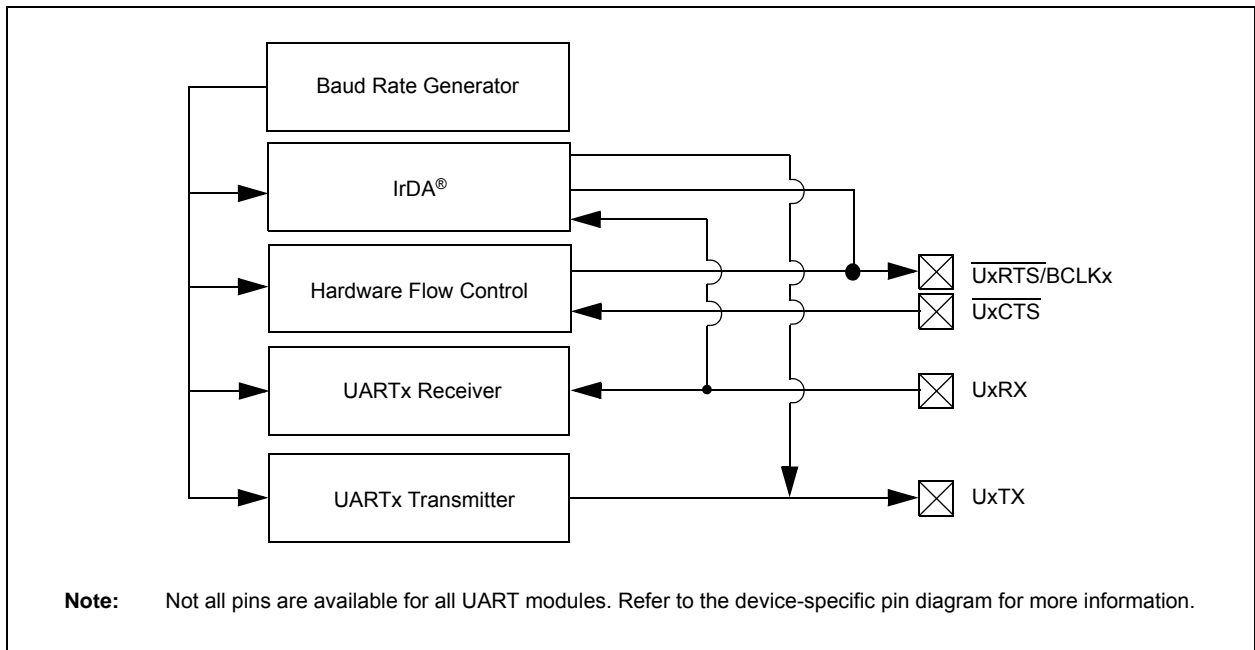 Baud Rate Generator
IrDA®
Hardware Flow Control
UxRTS/BCLKx
UxCTS
UARTx Receiver
UxRX
UARTx Transmitter
UxTX
Note: Not all pins are available for all UART modules. Refer to the device-specific pin diagram for more information.